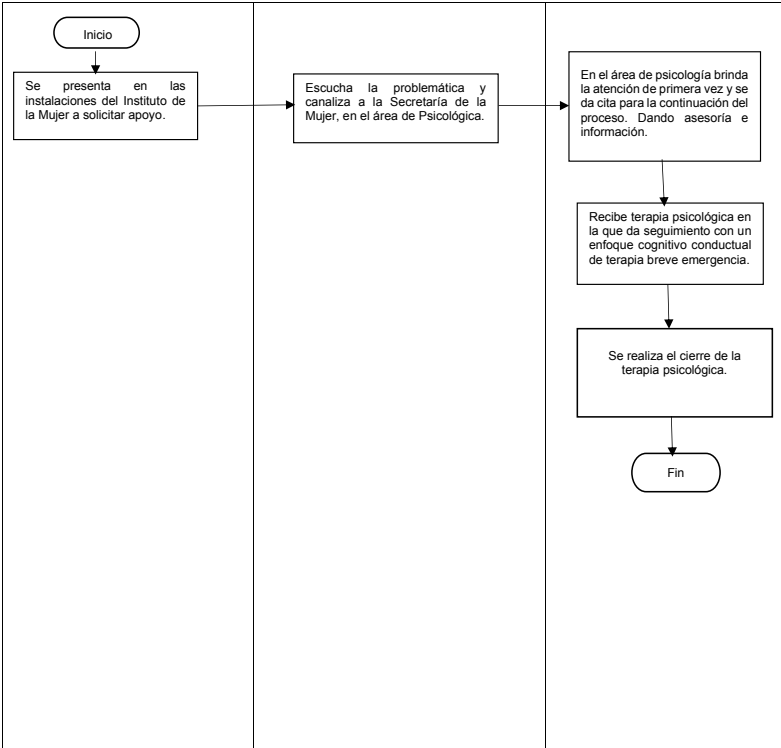 Inicio
Se presenta en las
instalaciones del Instituto de
la Mujer a solicitar apoyo.
Escucha la problemática y
canaliza a la Secretaría de la
Mujer, en el área de Psicológica.
En el área de psicología brinda
la atención de primera vez y se
da cita para la continuación del
proceso. Dando asesoría e
información.
Recibe terapia psicológica en
la que da seguimiento con un
enfoque cognitivo conductual
de terapia breve emergencia.
Se realiza el cierre de la
terapia psicológica.
Fin